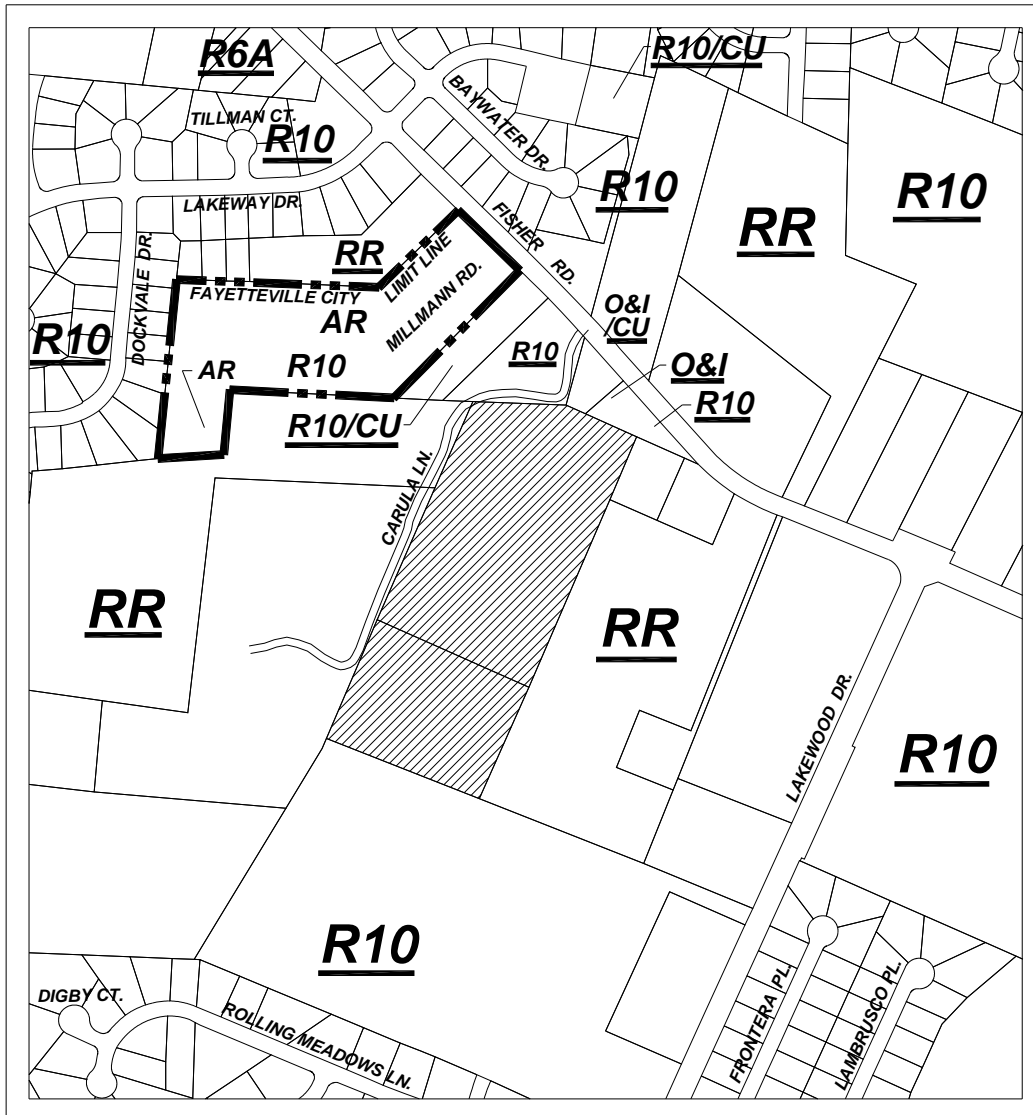 R6A
R10/CU
TILLMAN CT.
R10
BAYWATER DR.
LAKEWAY DR.
R10
R10
RR
FISHER RD.
RR
LIMIT LINE
MILLMANN RD.
FAYETTEVILLE CITY
DOCKVALE DR.
AR
O&I
/CU
R10
R10
AR
R10
O&I
R10
R10/CU
CARULA LN.
RR
RR
LAKEWOOD DR.
R10
R10
DIGBY CT.
ROLLING MEADOWS LN.
FRONTERA PL.
LAMBRUSCO PL.